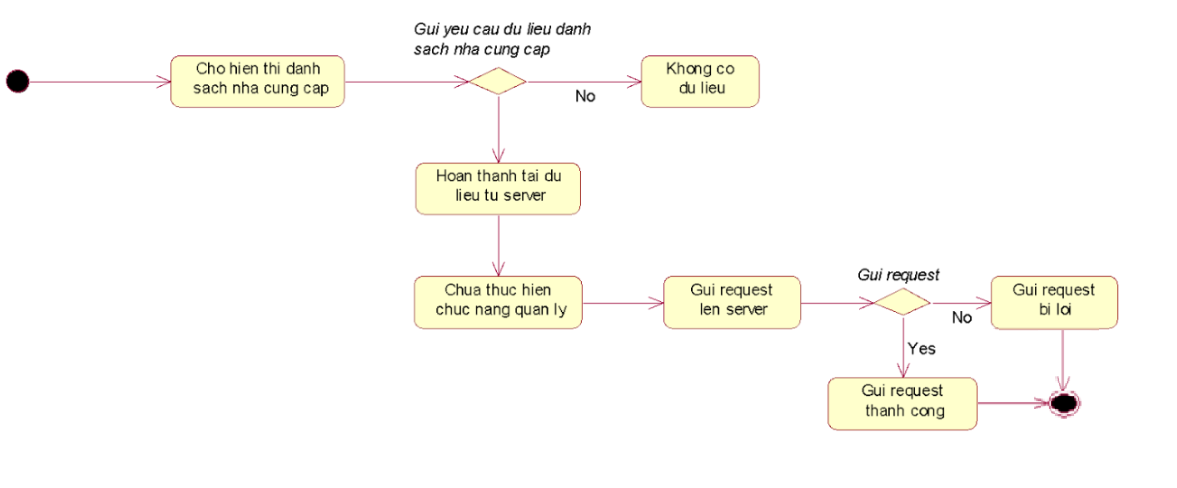 Gui yeu cau du lieu danh
sach nha cung cap
Cho hien thi danh
sach nha cung cap
No
Khong co
du lieu
Hoan thanh tai du
lieu tu server
Chua thuc hien
chuc nang quan ly
Gui request
len server
Gui request
No
Gui request
bi loi
Yes
Gui request
thanh cong